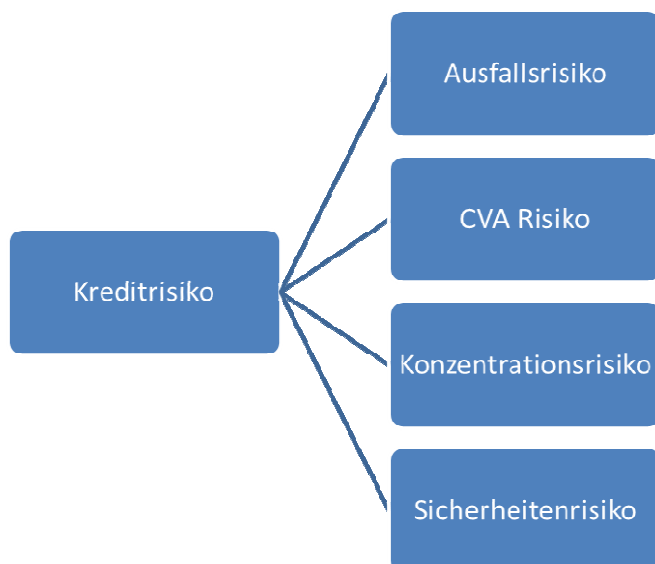 Ausfallsrisiko
CVA Risiko
Kreditrisiko
Konzentrationsrisiko
Sicherheitenrisiko